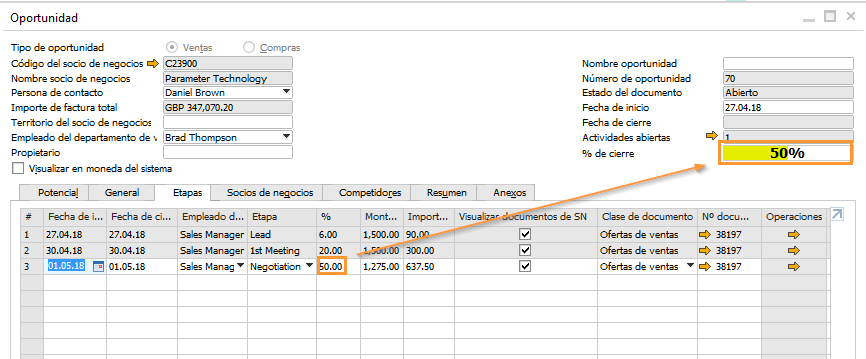 Oportunidad
Tipo de oportunidad Ventas Compras
Código del socio de negocios C23900
Nombre socio de negocios Parameter Technology
Persona de contacto Daniel Brown
Importe de factura total GBP 347,070.20
Territorio del socio de negocios
Empleado del departamento de v Brad Thompson
Propietario
Visualizar en moneda del sistema
Nombre oportunidad
Número de oportunidad 70
Estado del documento Abierto
Fecha de inicio 27.04.18
Fecha de cierre
Actividades abiertas 1
% de cierre 50%
Potencial General Etapas Socios de negocios Competidores Resumen Anexos
# Fecha de i... Fecha de ci... Empleado d... Etapa % Mont... Import... Visualizar documentos de SN Clase de documento Nº docu... Operaciones
1 27.04.18 27.04.18 Sales Manager Lead 6.00 1,500.00 90.00 Ofertas de ventas 38197
2 30.04.18 30.04.18 Sales Manager 1st Meeting 20.00 1,500.00 300.00 Ofertas de ventas 38197
3 01.05.18 01.05.18 Sales Manag Negotiation 50.00 1,275.00 637.50 Ofertas de ventas 38197